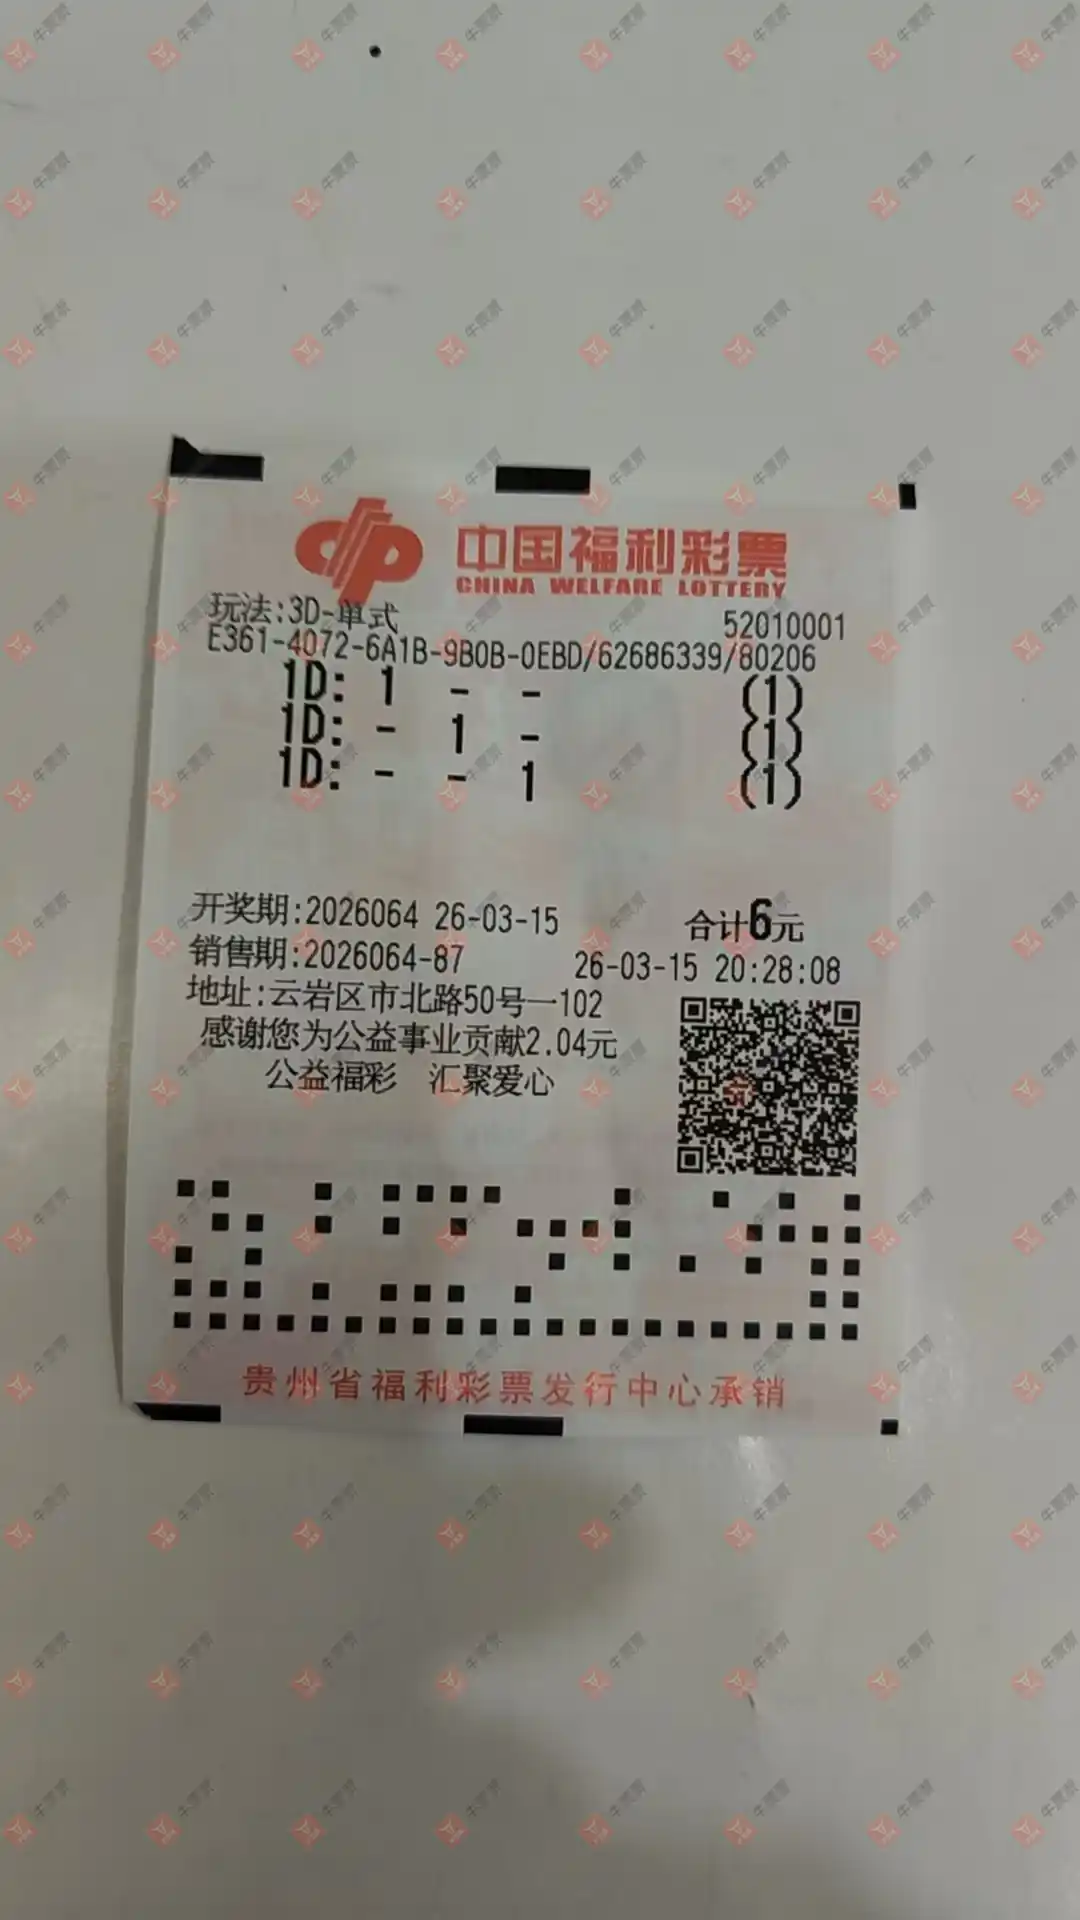 中国福利彩票
CHINA WELFARE LOTTERY
玩法:3D-单式 52010001
E361-4072-6A1B-9B0B-0EBD/62686339/80206
1D: 1 - - (1)
1D: - 1 - (1)
1D: - - 1 (1)
开奖期:2026064 26-03-15 合计6元
销售期:2026064-87 26-03-15 20:28:08
地址:云岩区市北路50号一102
感谢您为公益事业贡献2.04元
公益福彩 汇聚爱心
贵州省福利彩票发行中心承销